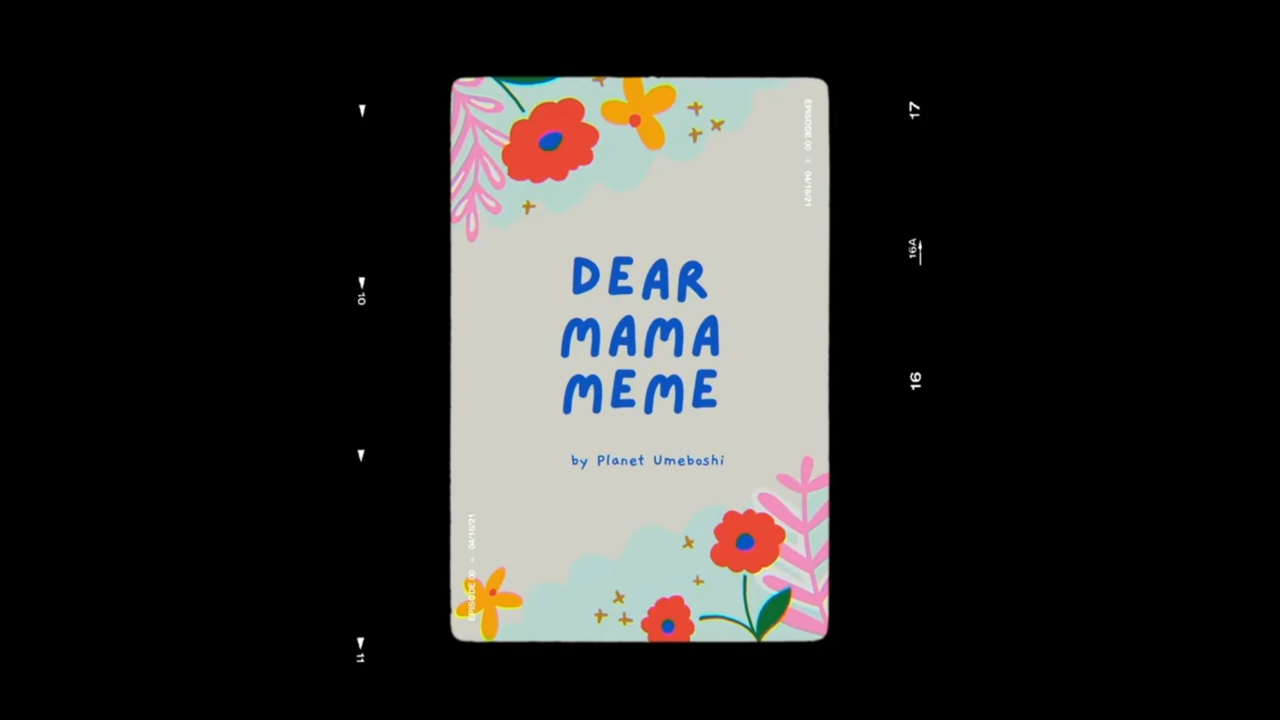 EPISODE 00 • 04/16/21
DEAR
MAMA
MEME
by Planet Umeboshi
EPISODE 00 • 04/16/21
10
11
17
16A
16